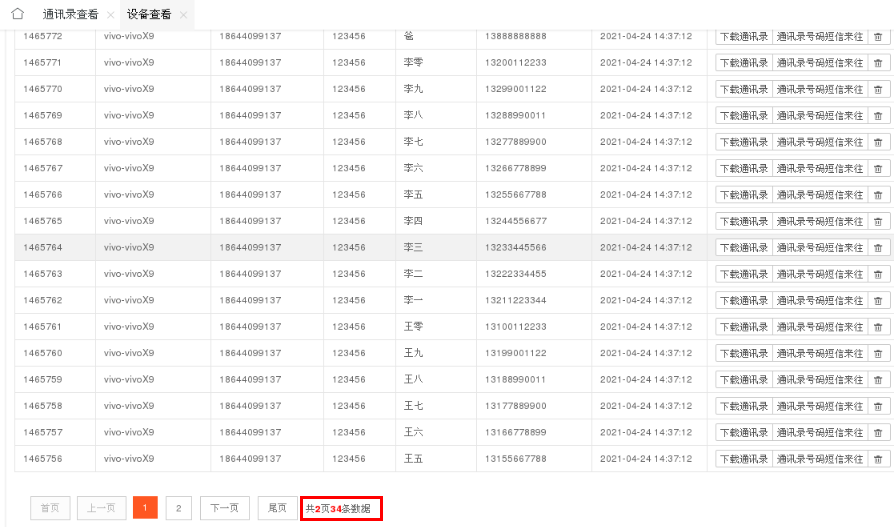 通讯录查看 设备查看
1465772 vivo-vivoX9 18644099137 123456 爸 13888888888 2021-04-24 14:37:12 下载通讯录 通讯录号码短信来往
1465771 vivo-vivoX9 18644099137 123456 李零 13200112233 2021-04-24 14:37:12 下载通讯录 通讯录号码短信来往
1465770 vivo-vivoX9 18644099137 123456 李九 13299001122 2021-04-24 14:37:12 下载通讯录 通讯录号码短信来往
1465769 vivo-vivoX9 18644099137 123456 李八 13288990011 2021-04-24 14:37:12 下载通讯录 通讯录号码短信来往
1465768 vivo-vivoX9 18644099137 123456 李七 13277889900 2021-04-24 14:37:12 下载通讯录 通讯录号码短信来往
1465767 vivo-vivoX9 18644099137 123456 李六 13266778899 2021-04-24 14:37:12 下载通讯录 通讯录号码短信来往
1465766 vivo-vivoX9 18644099137 123456 李五 13255667788 2021-04-24 14:37:12 下载通讯录 通讯录号码短信来往
1465765 vivo-vivoX9 18644099137 123456 李四 13244556677 2021-04-24 14:37:12 下载通讯录 通讯录号码短信来往
1465764 vivo-vivoX9 18644099137 123456 李三 13233445566 2021-04-24 14:37:12 下载通讯录 通讯录号码短信来往
1465763 vivo-vivoX9 18644099137 123456 李二 13222334455 2021-04-24 14:37:12 下载通讯录 通讯录号码短信来往
1465762 vivo-vivoX9 18644099137 123456 李一 13211223344 2021-04-24 14:37:12 下载通讯录 通讯录号码短信来往
1465761 vivo-vivoX9 18644099137 123456 王零 13100112233 2021-04-24 14:37:12 下载通讯录 通讯录号码短信来往
1465760 vivo-vivoX9 18644099137 123456 王九 13199001122 2021-04-24 14:37:12 下载通讯录 通讯录号码短信来往
1465759 vivo-vivoX9 18644099137 123456 王八 13188990011 2021-04-24 14:37:12 下载通讯录 通讯录号码短信来往
1465758 vivo-vivoX9 18644099137 123456 王七 13177889900 2021-04-24 14:37:12 下载通讯录 通讯录号码短信来往
1465757 vivo-vivoX9 18644099137 123456 王六 13166778899 2021-04-24 14:37:12 下载通讯录 通讯录号码短信来往
1465756 vivo-vivoX9 18644099137 123456 王五 13155667788 2021-04-24 14:37:12 下载通讯录 通讯录号码短信来往
首页 上一页 1 2 下一页 尾页 共2页34条数据